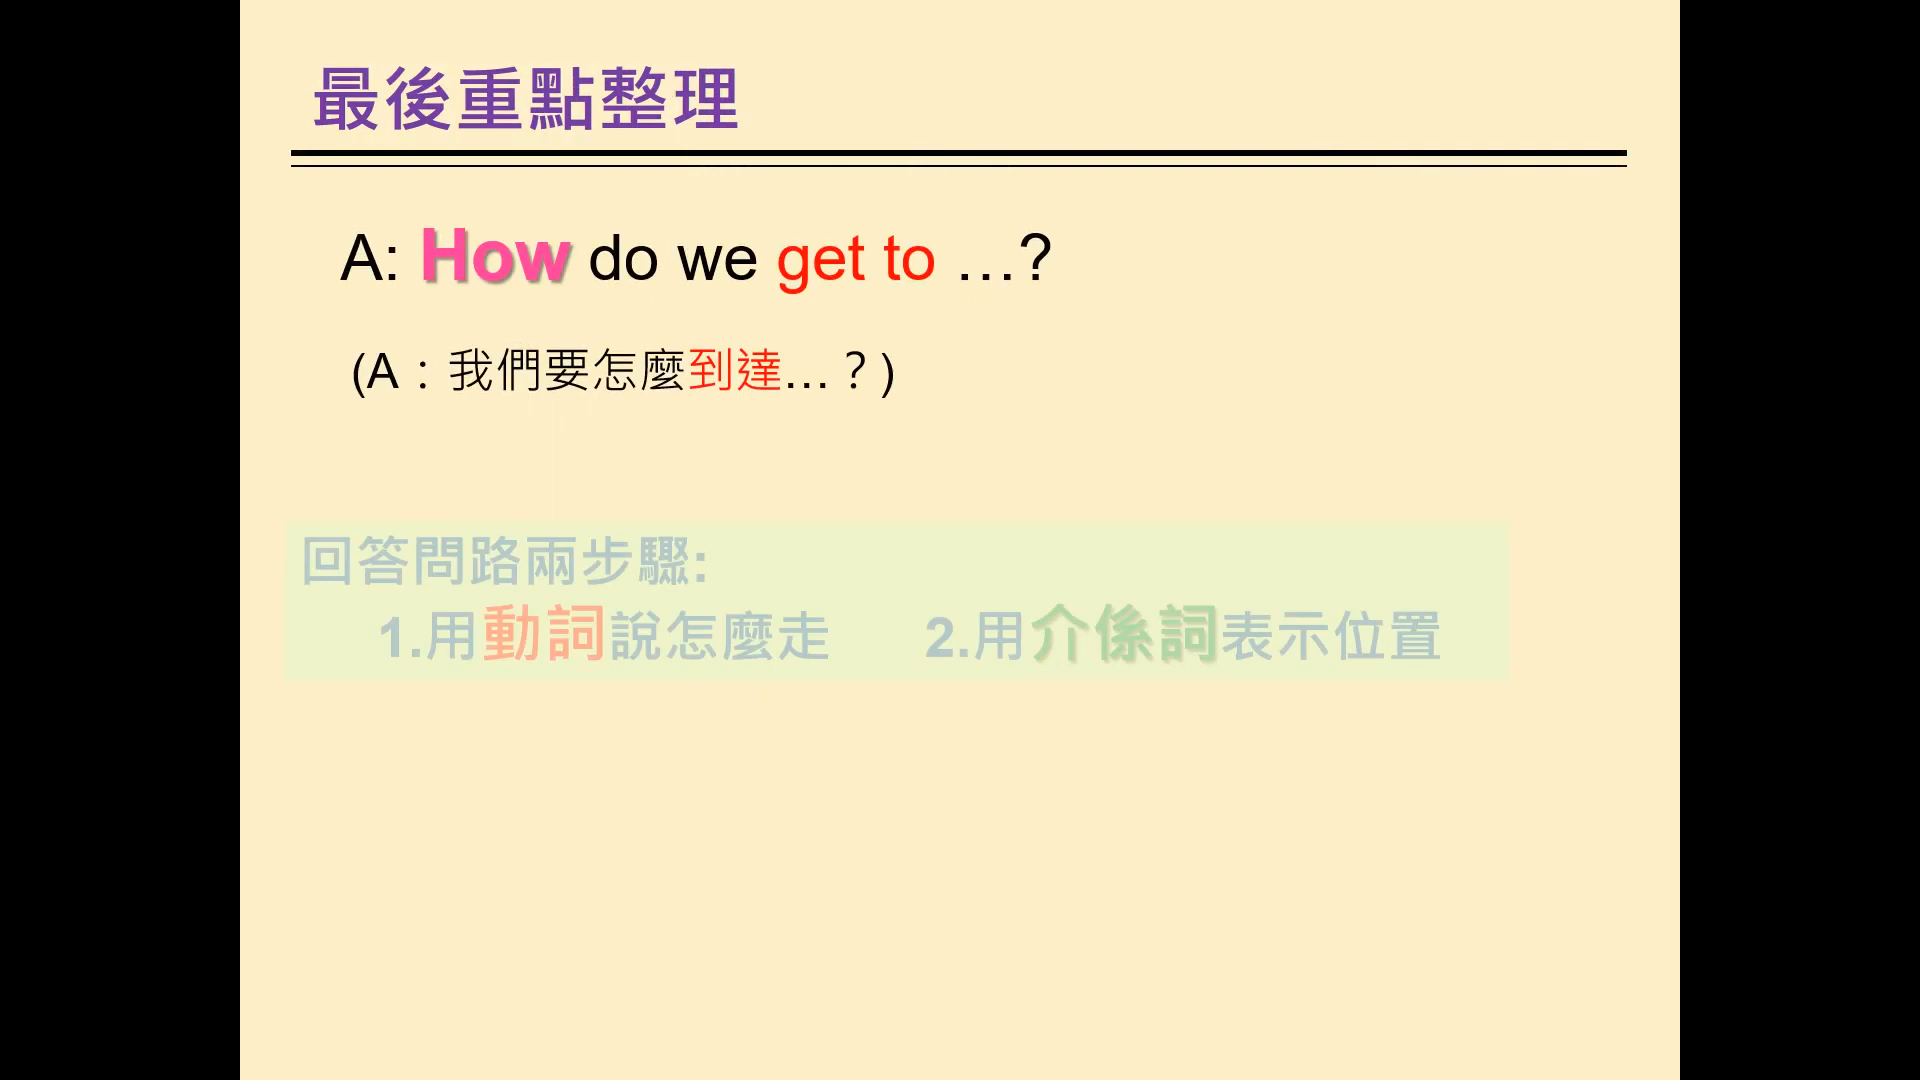 最後重點整理
A: How do we get to …?
(A：我們要怎麼到達…？)
回答問路兩步驟:
1.用動詞說怎麼走 2.用介係詞表示位置